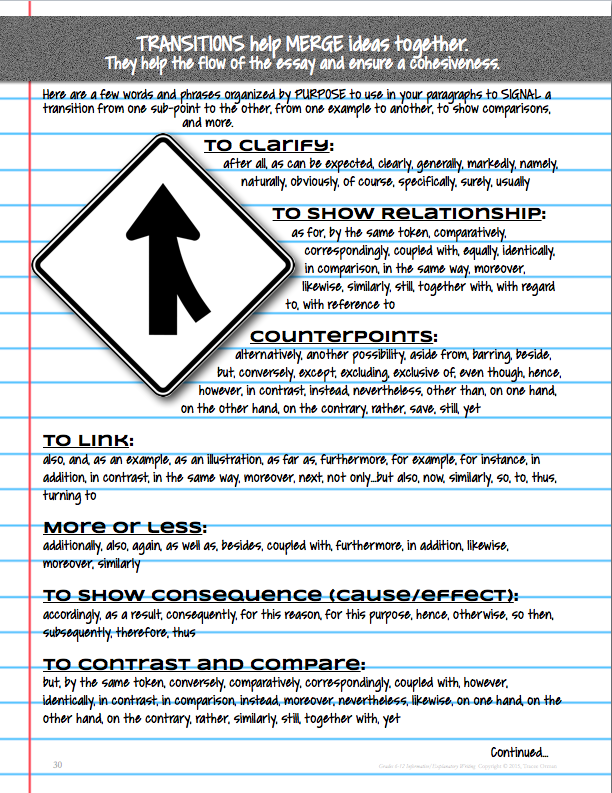 TRANSITIONS help MERGE ideas together.
They help the flow of the essay and ensure a cohesiveness.
Here are a few words and phrases organized by PURPOSE to use in your paragraphs to SIGNAL a
transition from one sub-point to the other, from one example to another, to show comparisons,
and more.
To Clarify:
after all, as can be expected, clearly, generally, markedly, namely,
naturally, obviously, of course, specifically, surely, usually
To Show Relationship:
as for, by the same token, comparatively,
correspondingly, coupled with, equally, identically,
in comparison, in the same way, moreover,
likewise, similarly, still, together with, with regard
to, with reference to
Counterpoints:
alternatively, another possibility, aside from, barring, beside,
but, conversely, except, excluding, exclusive of, even though, hence,
however, in contrast, instead, nevertheless, other than, on one hand,
on the other hand, on the contrary, rather, save, still, yet
To Link:
also, and, as an example, as an illustration, as far as, furthermore, for example, for instance, in
addition, in contrast, in the same way, moreover, next, not only...but also, now, similarly, so, to, thus,
turning to
More or Less:
additionally, also, again, as well as, besides, coupled with, furthermore, in addition, likewise,
moreover, similarly
To Show Consequence (Cause/Effect):
accordingly, as a result, consequently, for this reason, for this purpose, hence, otherwise, so then,
subsequently, therefore, thus
To Contrast and Compare:
but, by the same token, conversely, comparatively, correspondingly, coupled with, however,
identically, in contrast, in comparison, instead, moreover, nevertheless, likewise, on one hand, on the
other hand, on the contrary, rather, similarly, still, together with, yet
Continued...
30
Grades 6-12 Informative/Explanatory Writing Copyright © 2013,